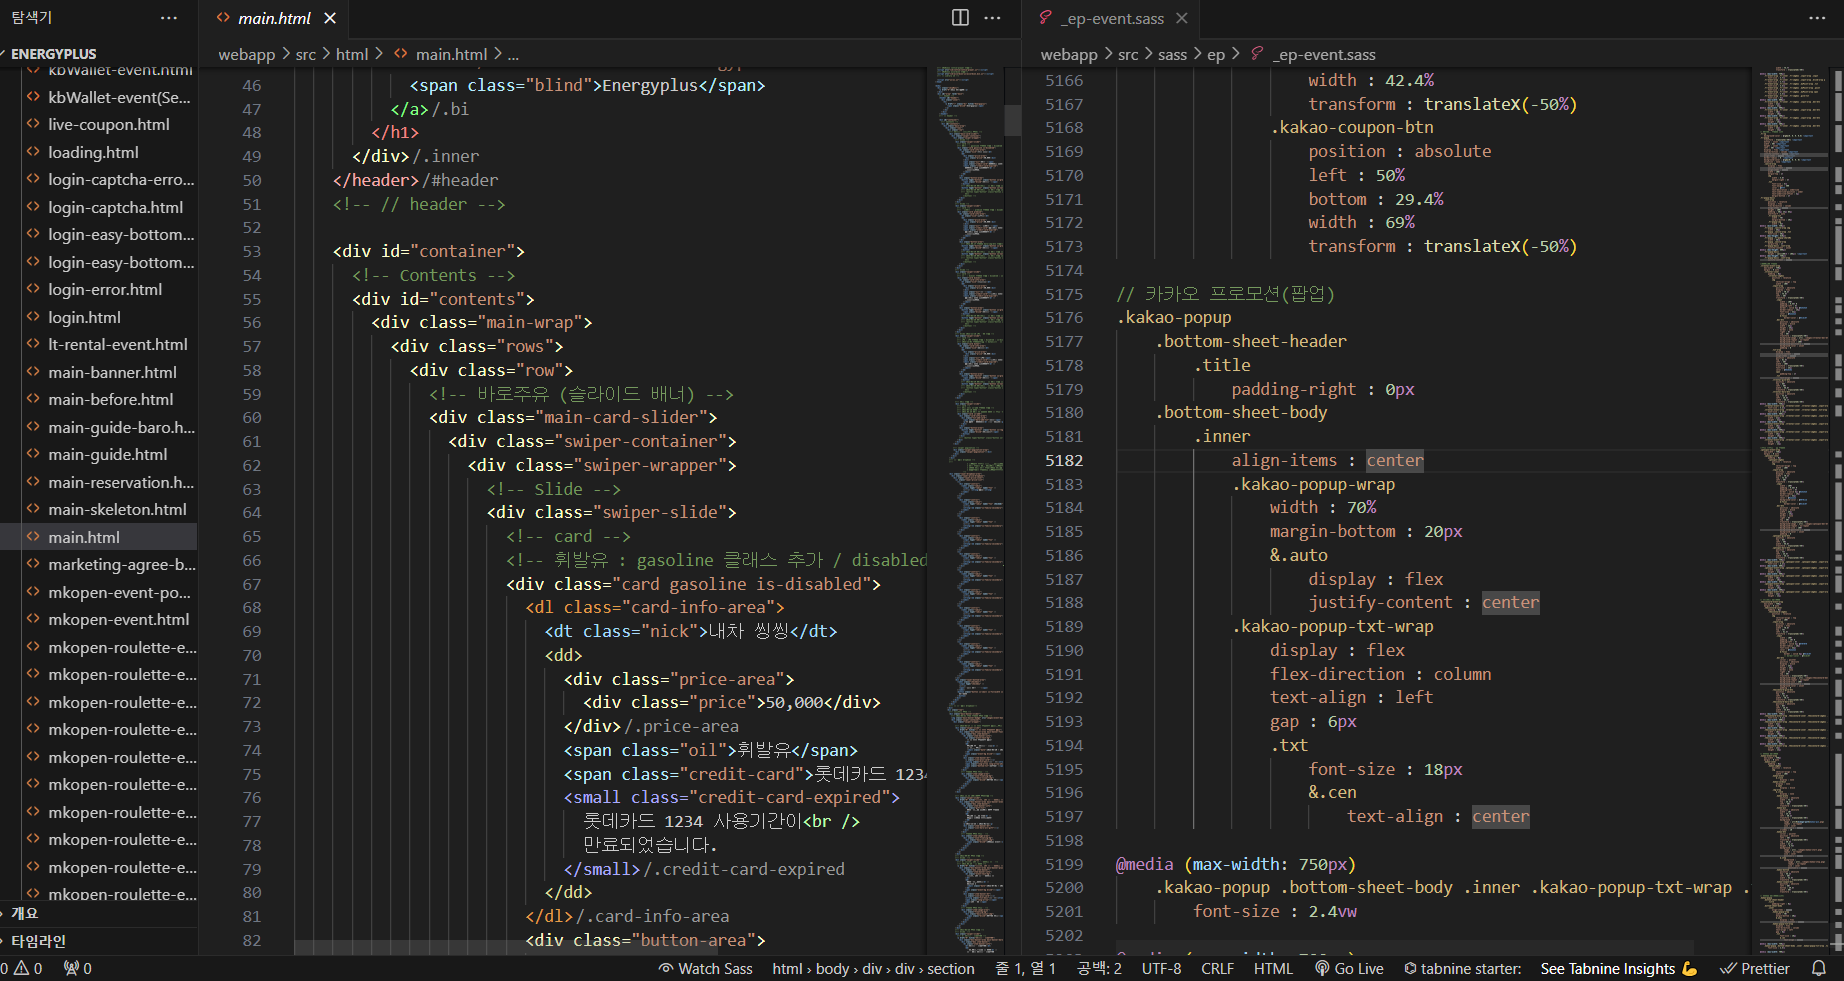 탐색기
ENERGYPLUS
kbWallet-event.html
kbWallet-event(Se...
live-coupon.html
loading.html
login-captcha-erro...
login-captcha.html
login-easy-bottom...
login-easy-bottom...
login-error.html
login.html
lt-rental-event.html
main-banner.html
main-before.html
main-guide-baro.h...
main-guide.html
main-reservation.h...
main-skeleton.html
main.html
marketing-agree-b...
mkopen-event-po...
mkopen-event.html
mkopen-roulette-e...
mkopen-roulette-e...
mkopen-roulette-e...
mkopen-roulette-e...
mkopen-roulette-e...
mkopen-roulette-e...
mkopen-roulette-e...
mkopen-roulette-e...
mkopen-roulette-e...
mkopen-roulette-e...
개요
타임라인
main.html
webapp > src > html > main.html > ...
46 <span class="blind">Energyplus</span>
47 </a>/.bi
48 </h1>
49 </div>/.inner
50 </header>/#header
51 <!-- // header -->
52
53 <div id="container">
54 <!-- Contents -->
55 <div id="contents">
56 <div class="main-wrap">
57 <div class="rows">
58 <div class="row">
59 <!-- 바로주유 (슬라이드 배너) -->
60 <div class="main-card-slider">
61 <div class="swiper-container">
62 <div class="swiper-wrapper">
63 <!-- Slide -->
64 <div class="swiper-slide">
65 <!-- card -->
66 <!-- 휘발유 : gasoline 클래스 추가 / disabled
67 <div class="card gasoline is-disabled">
68 <dl class="card-info-area">
69 <dt class="nick">내차 씽씽</dt>
70 <dd>
71 <div class="price-area">
72 <div class="price">50,000</div>
73 </div>/.price-area
74 <span class="oil">휘발유</span>
75 <span class="credit-card">롯데카드 1234
76 <small class="credit-card-expired">
77 롯데카드 1234 사용기간이<br />
78 만료되었습니다.
79 </small>/.credit-card-expired
80 </dd>
81 </dl>/.card-info-area
82 <div class="button-area">
_ep-event.sass
webapp > src > sass > ep > _ep-event.sass
5166 width : 42.4%
5167 transform : translateX(-50%)
5168 .kakao-coupon-btn
5169 position : absolute
5170 left : 50%
5171 bottom : 29.4%
5172 width : 69%
5173 transform : translateX(-50%)
5174
5175 // 카카오 프로모션(팝업)
5176 .kakao-popup
5177 .bottom-sheet-header
5178 .title
5179 padding-right : 0px
5180 .bottom-sheet-body
5181 .inner
5182 align-items : center
5183 .kakao-popup-wrap
5184 width : 70%
5185 margin-bottom : 20px
5186 &.auto
5187 display : flex
5188 justify-content : center
5189 .kakao-popup-txt-wrap
5190 display : flex
5191 flex-direction : column
5192 text-align : left
5193 gap : 6px
5194 .txt
5195 font-size : 18px
5196 &.cen
5197 text-align : center
5198
5199 @media (max-width: 750px)
5200 .kakao-popup .bottom-sheet-body .inner .kakao-popup-txt-wrap .
5201 font-size : 2.4vw
5202
0 0 0 Watch Sass html › body › div › div › section 줄 1, 열 1 공백: 2 UTF-8 CRLF HTML Go Live tabnine starter: See Tabnine Insights 💪 Prettier